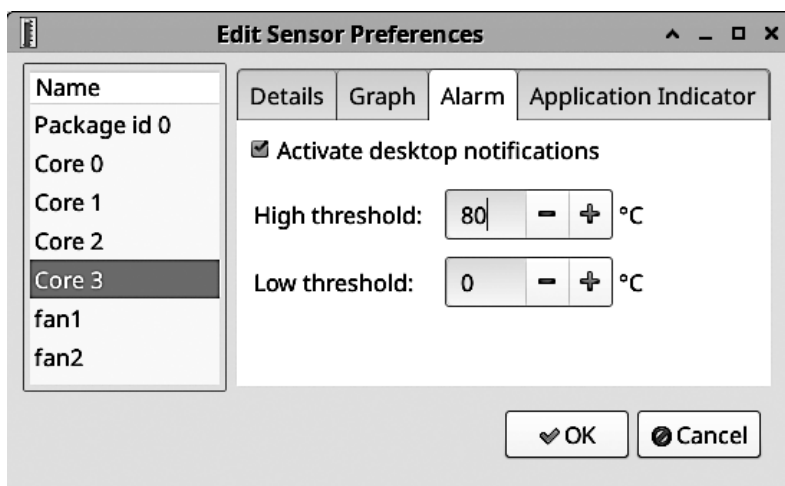 Edit Sensor Preferences
Name
Package id 0
Core 0
Core 1
Core 2
Core 3
fan1
fan2
Details Graph Alarm Application Indicator
Activate desktop notifications
High threshold: 80 °C
Low threshold: 0 °C
OK Cancel